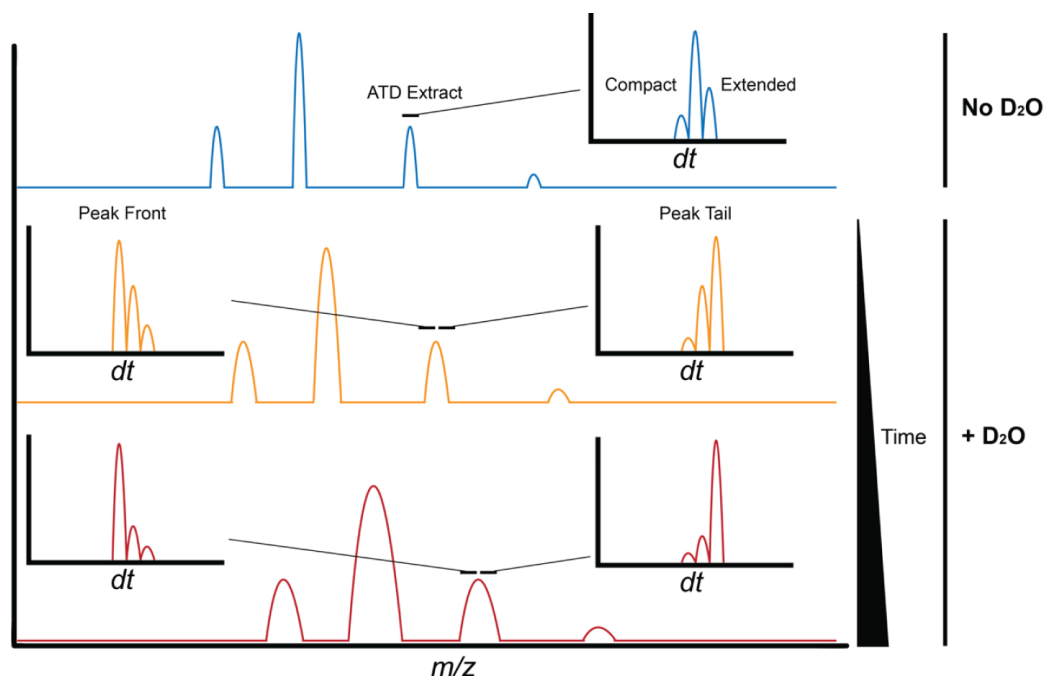 ATD Extract
Compact
Extended
dt
No D₂O
Peak Front
Peak Tail
dt
dt
Time
+ D₂O
dt
dt
m/z